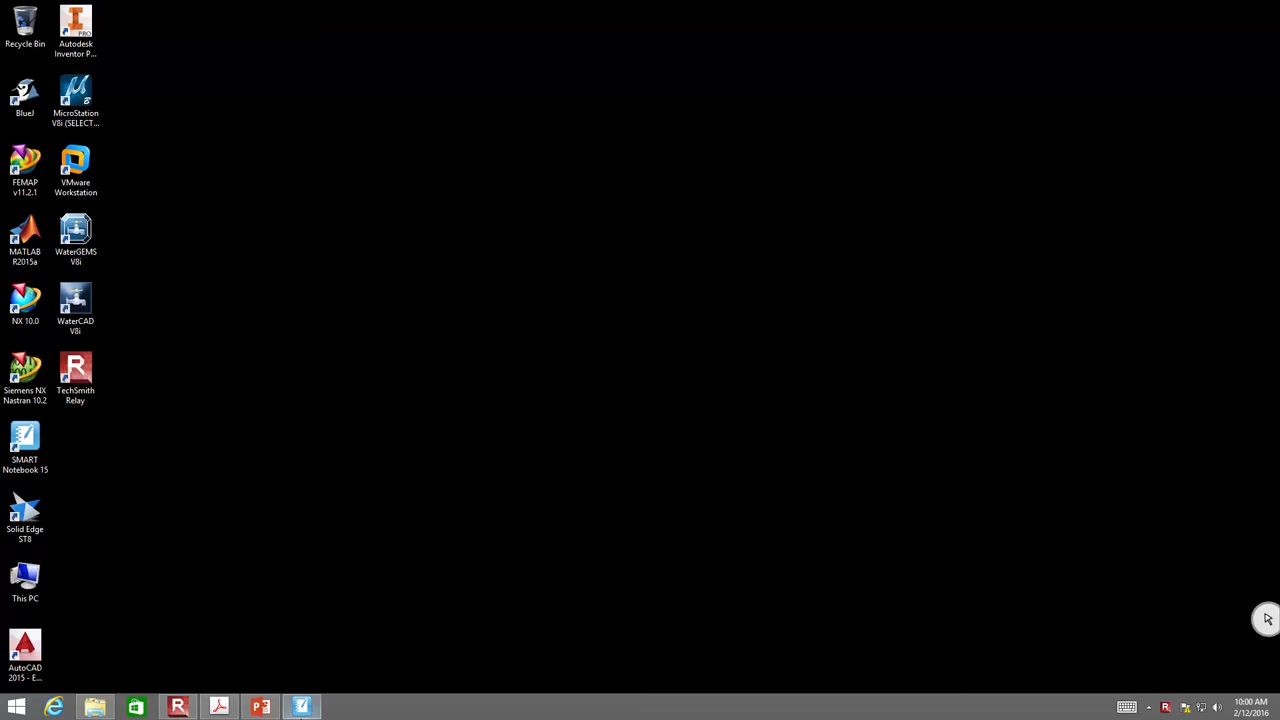 Recycle Bin
Autodesk
Inventor P...
PRO
BlueJ
MicroStation
V8i (SELECT...
FEMAP
v11.2.1
VMware
Workstation
MATLAB
R2015a
WaterGEMS
V8i
NX 10.0
WaterCAD
V8i
Siemens NX
Nastran 10.2
TechSmith
Relay
SMART
Notebook 15
Solid Edge
ST8
This PC
AutoCAD
2015 - E...
10:00 AM
2/12/2016